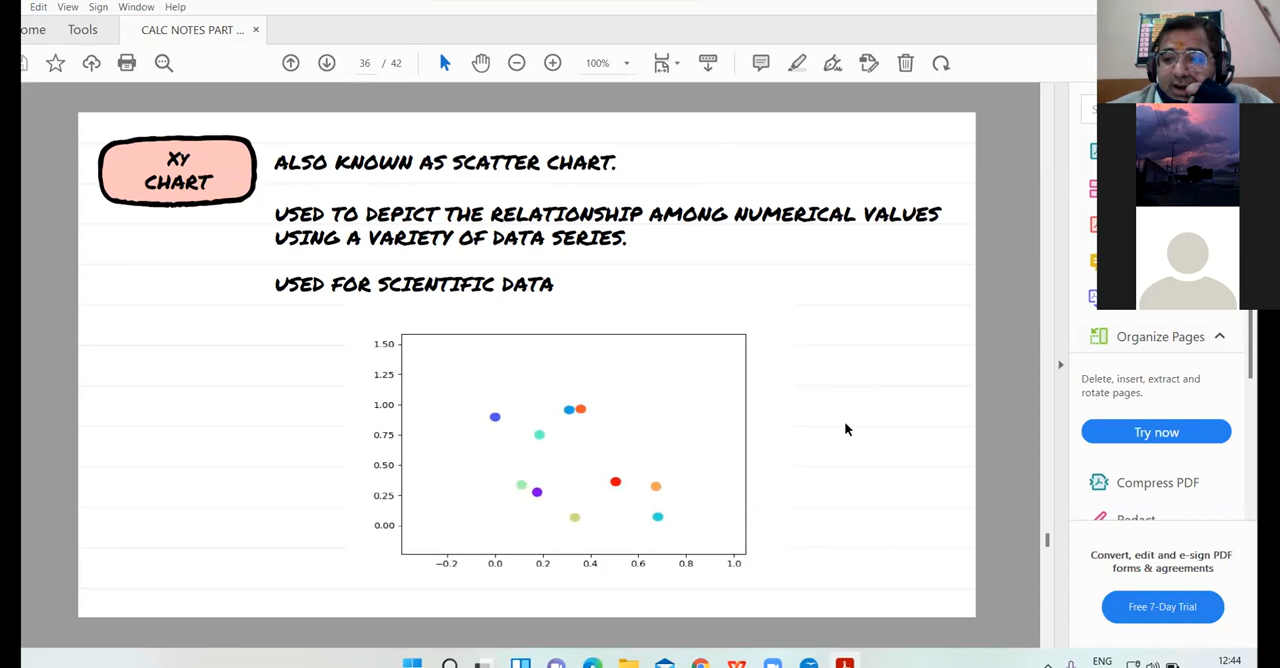 Edit View Sign Window Help
ome Tools CALC NOTES PART ... ×
36 / 42 100%
XY
CHART
ALSO KNOWN AS SCATTER CHART.
USED TO DEPICT THE RELATIONSHIP AMONG NUMERICAL VALUES
USING A VARIETY OF DATA SERIES.
USED FOR SCIENTIFIC DATA
1.50
1.25
1.00
0.75
0.50
0.25
0.00
−0.2 0.0 0.2 0.4 0.6 0.8 1.0
Organize Pages
Delete, insert, extract and
rotate pages.
Try now
Compress PDF
Redact
Convert, edit and e-sign PDF
forms & agreements
Free 7-Day Trial
ENG
12:44